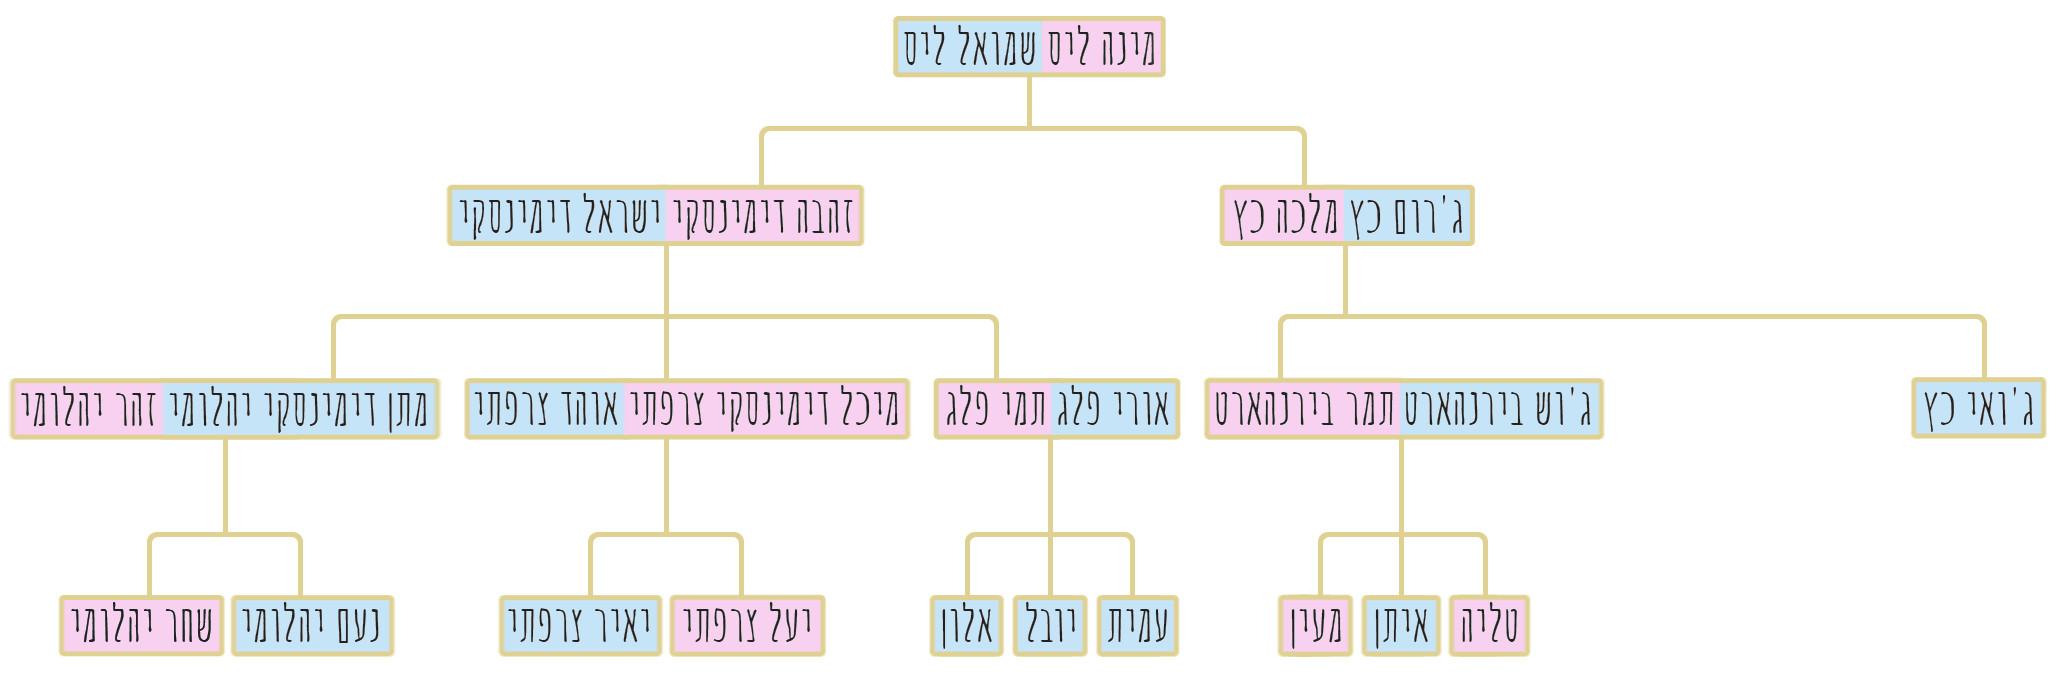 מינה ליס שמואל ליס
ג'רום כץ מלכה כץ
זהבה דימינסקי ישראל דימינסקי
ג'ואי כץ
ג'וש בירנהארט תמר בירנהארט
אורי פלג תמי פלג
מיכל דימינסקי צרפתי אוהד צרפתי
מתן דימינסקי יהלומי זהר יהלומי
טליה
איתן
מעין
עמית
יובל
אלון
יעל צרפתי
יאיר צרפתי
נעם יהלומי
שחר יהלומי